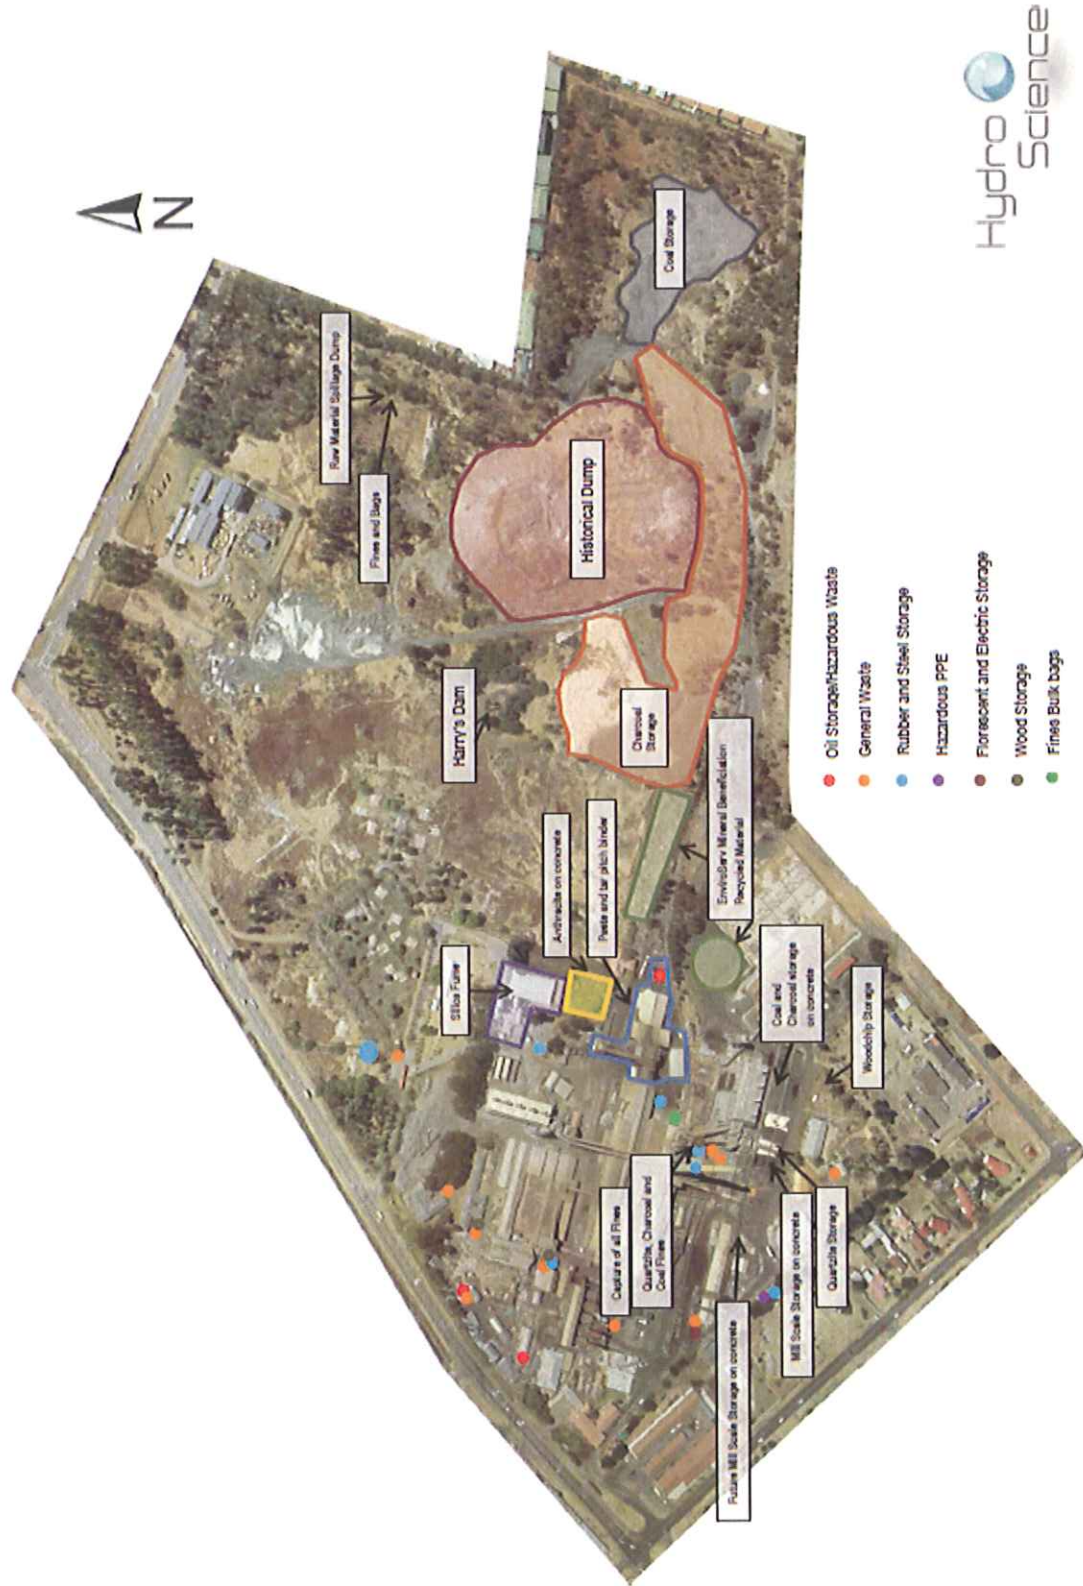 N
Raw Material Spillage Dump
Fines and Bags
Harry's Dam
Historical Dump
Coal Storage
Charcoal
Storage
Silica Fume
Anthracite on concrete
Paste and tar pitch binder
EnviroServ Mineral Beneficiation
Recycled Material
Coal and
Charcoal storage
on concrete
Woodchip Storage
Capture of all Fines
Quartzite, Charcoal and
Coal Fines
Future Mill Scale Storage on concrete
Mill Scale Storage on concrete
Quartzite Storage
Oil Storage/Hazardous Waste
General Waste
Rubber and Steel Storage
Hazardous PPE
Florescent and Electric Storage
Wood Storage
Fines Bulk bags
Hydro
Science